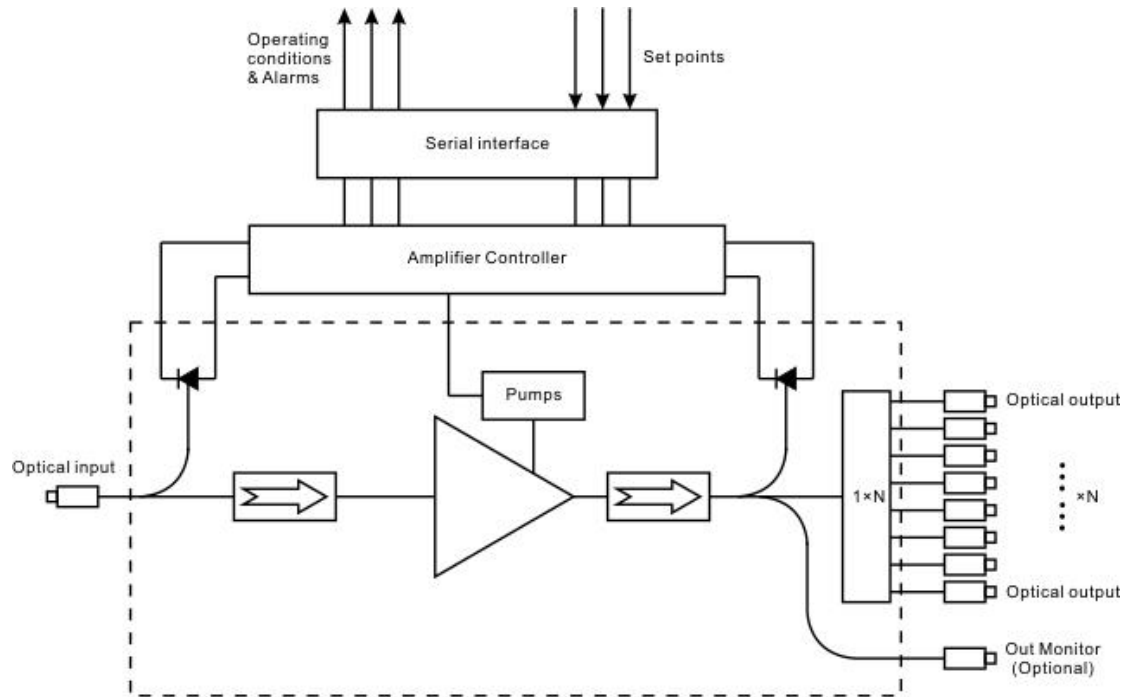 Operating
conditions
& Alarms
Set points
Serial interface
Amplifier Controller
Pumps
Optical output
Optical input
1×N
×N
Optical output
Out Monitor
(Optional)